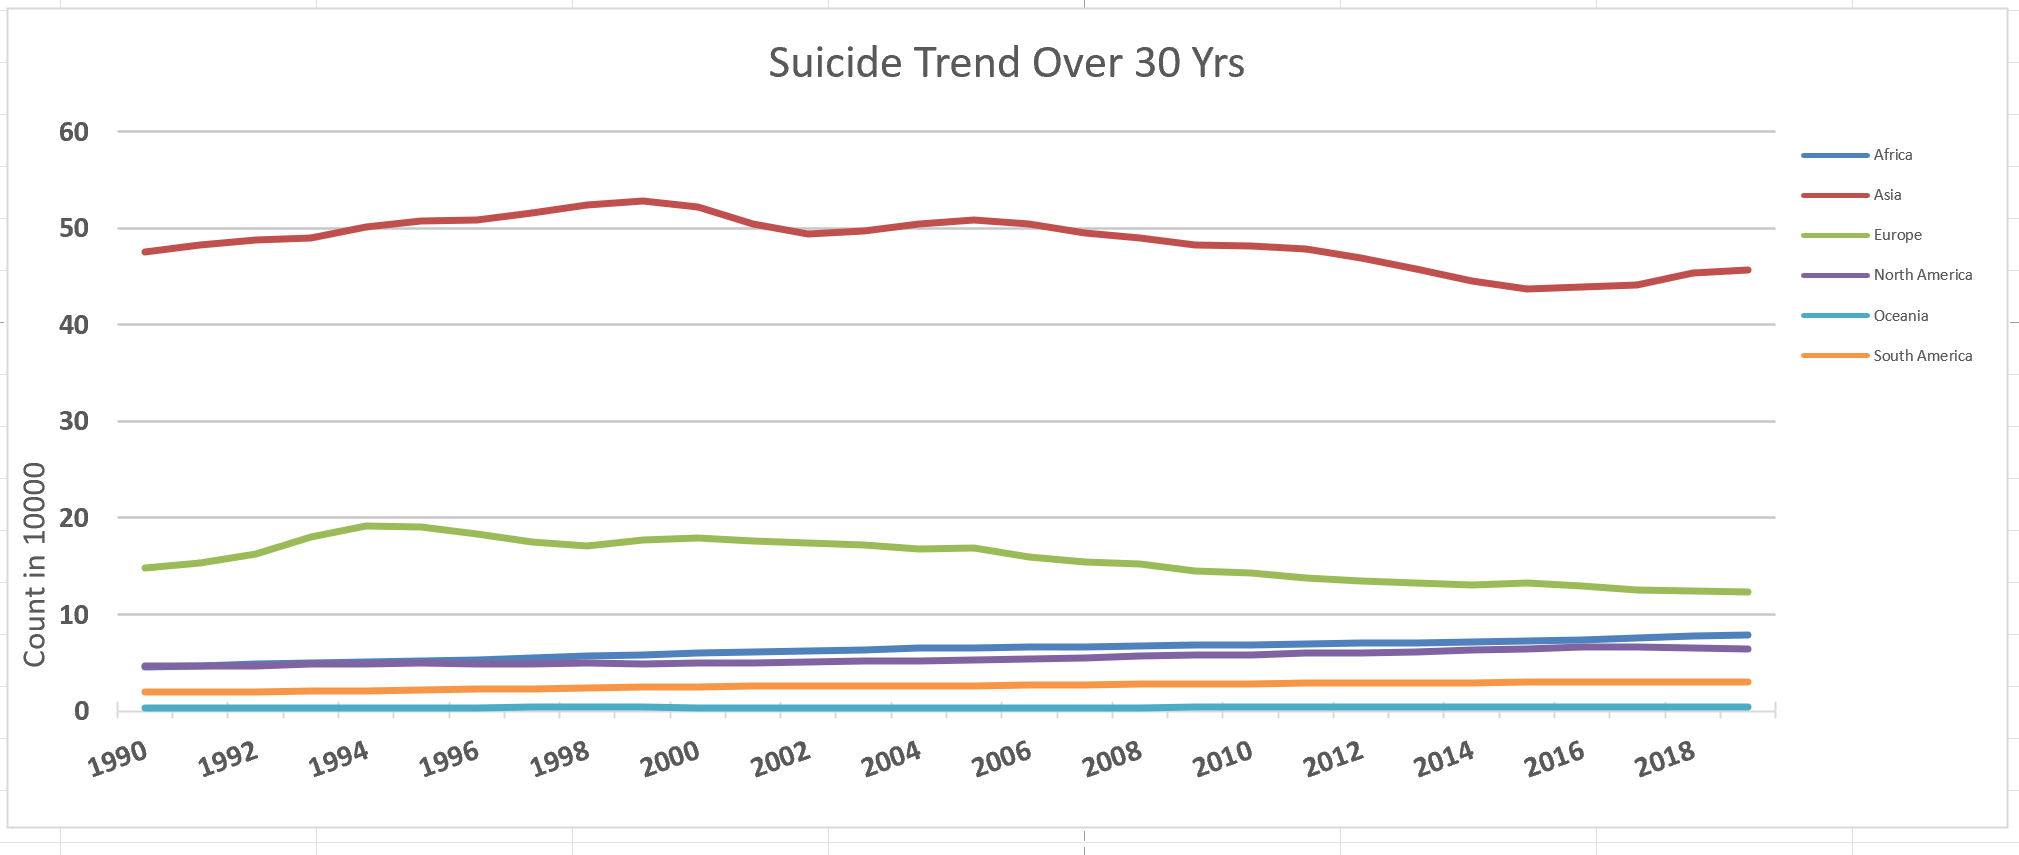 Suicide Trend Over 30 Yrs
60
50
40
30
20
10
0
Count in 10000
1990
1992
1994
1996
1998
2000
2002
2004
2006
2008
2010
2012
2014
2016
2018
Africa
Asia
Europe
North America
Oceania
South America